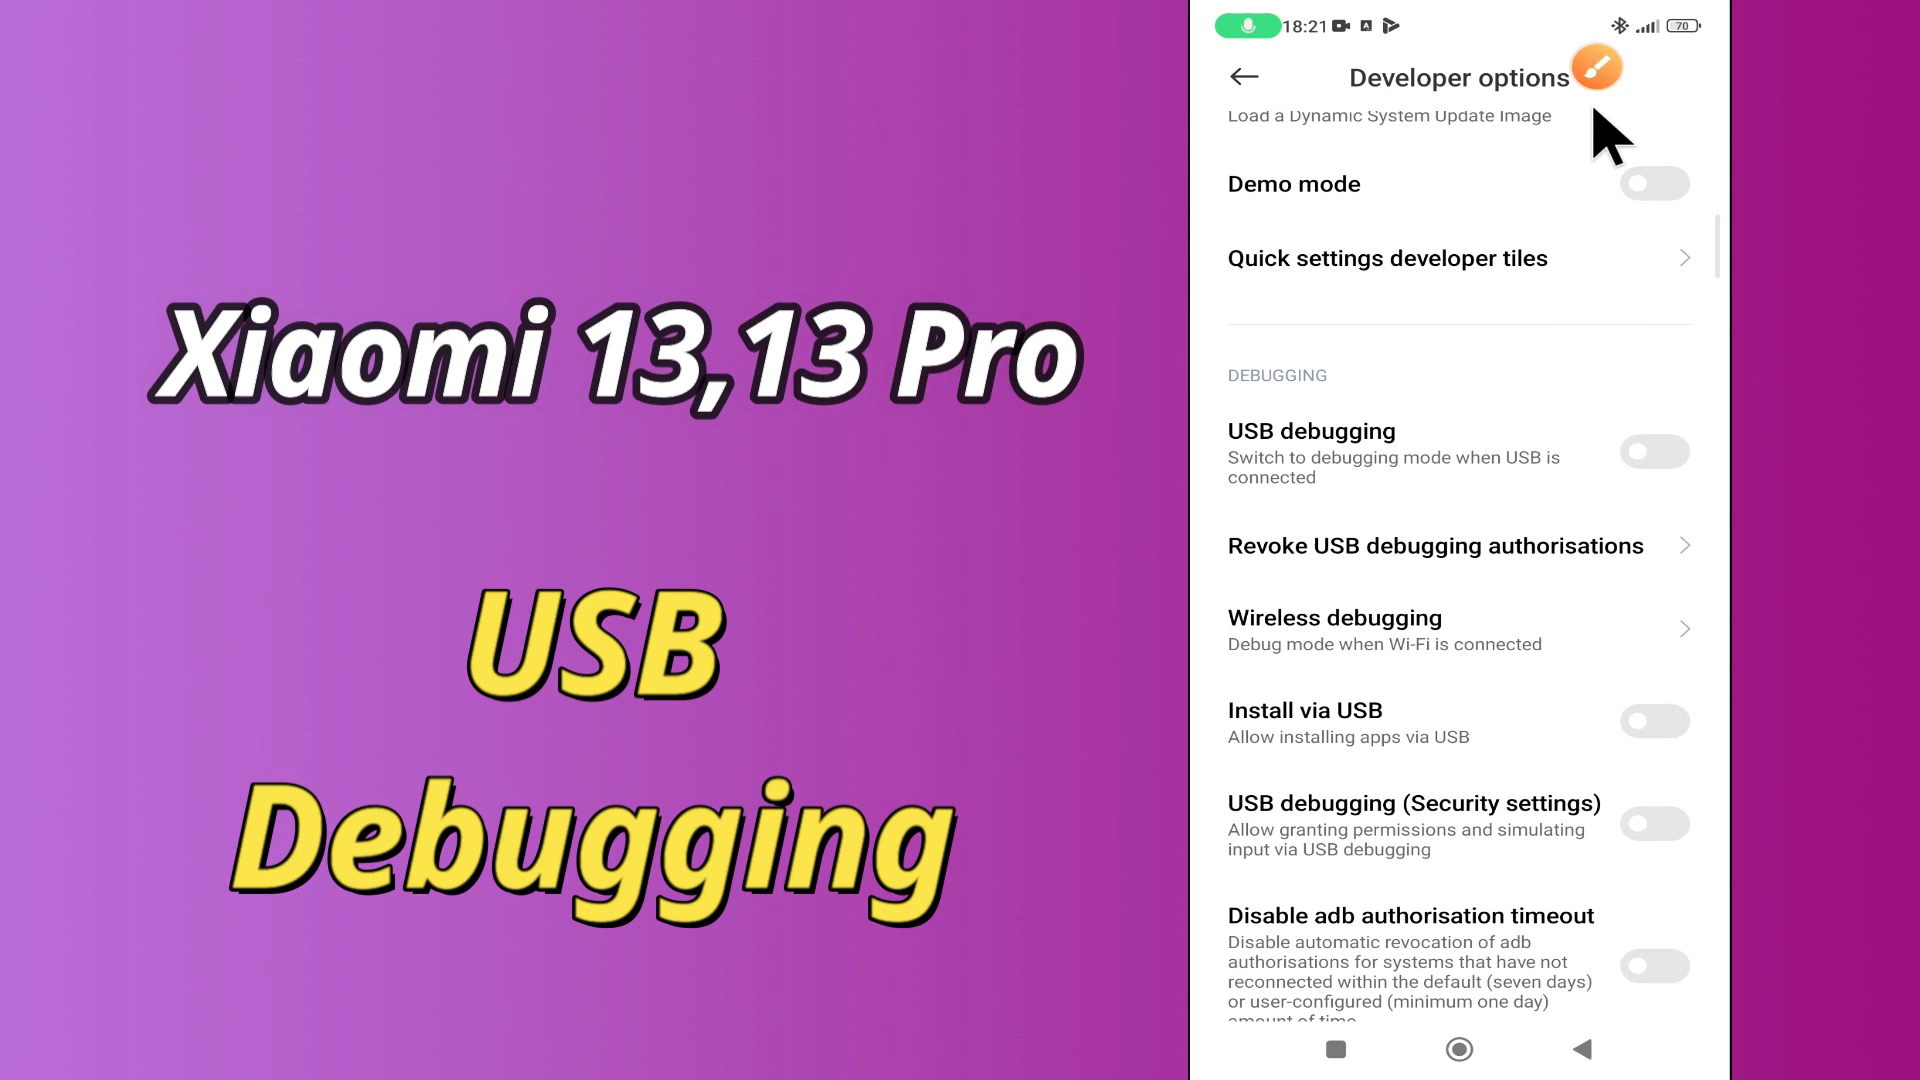 Xiaomi 13,13 Pro
USB
Debugging
18:21
70
Developer options
Load a Dynamic System Update Image
Demo mode
Quick settings developer tiles
DEBUGGING
USB debugging
Switch to debugging mode when USB is
connected
Revoke USB debugging authorisations
Wireless debugging
Debug mode when Wi-Fi is connected
Install via USB
Allow installing apps via USB
USB debugging (Security settings)
Allow granting permissions and simulating
input via USB debugging
Disable adb authorisation timeout
Disable automatic revocation of adb
authorisations for systems that have not
reconnected within the default (seven days)
or user-configured (minimum one day)
amount of time